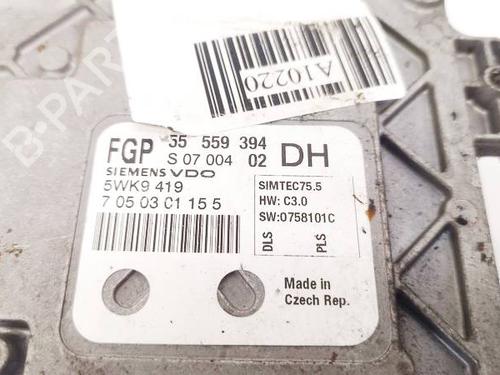 A10220
FGP 55 559 394 DH
S 07 004 02
SIEMENS VDO
5WK9 419
7 05 03 01 15 5
SIMTEC75.5
HW: C3.0
SW:0758101C
DLS
PLS
Made in
Czech Rep.
B-PARTS